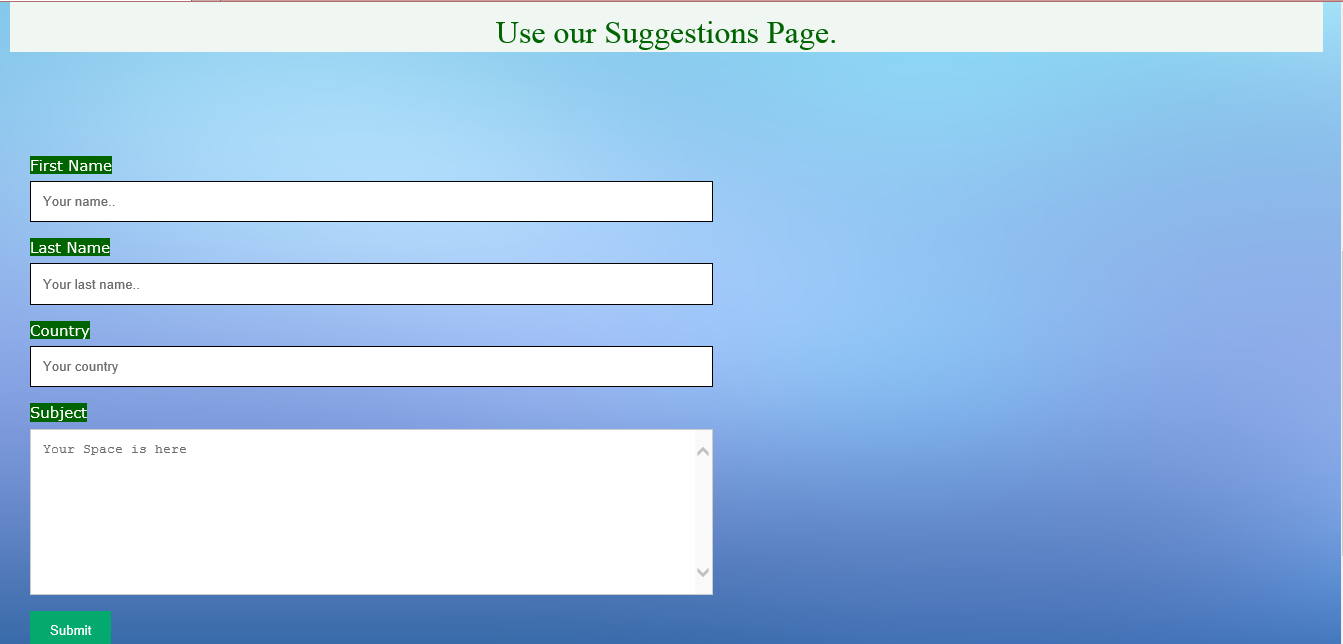 Use our Suggestions Page.
First Name
Your name..
Last Name
Your last name..
Country
Your country
Subject
Your Space is here
Submit